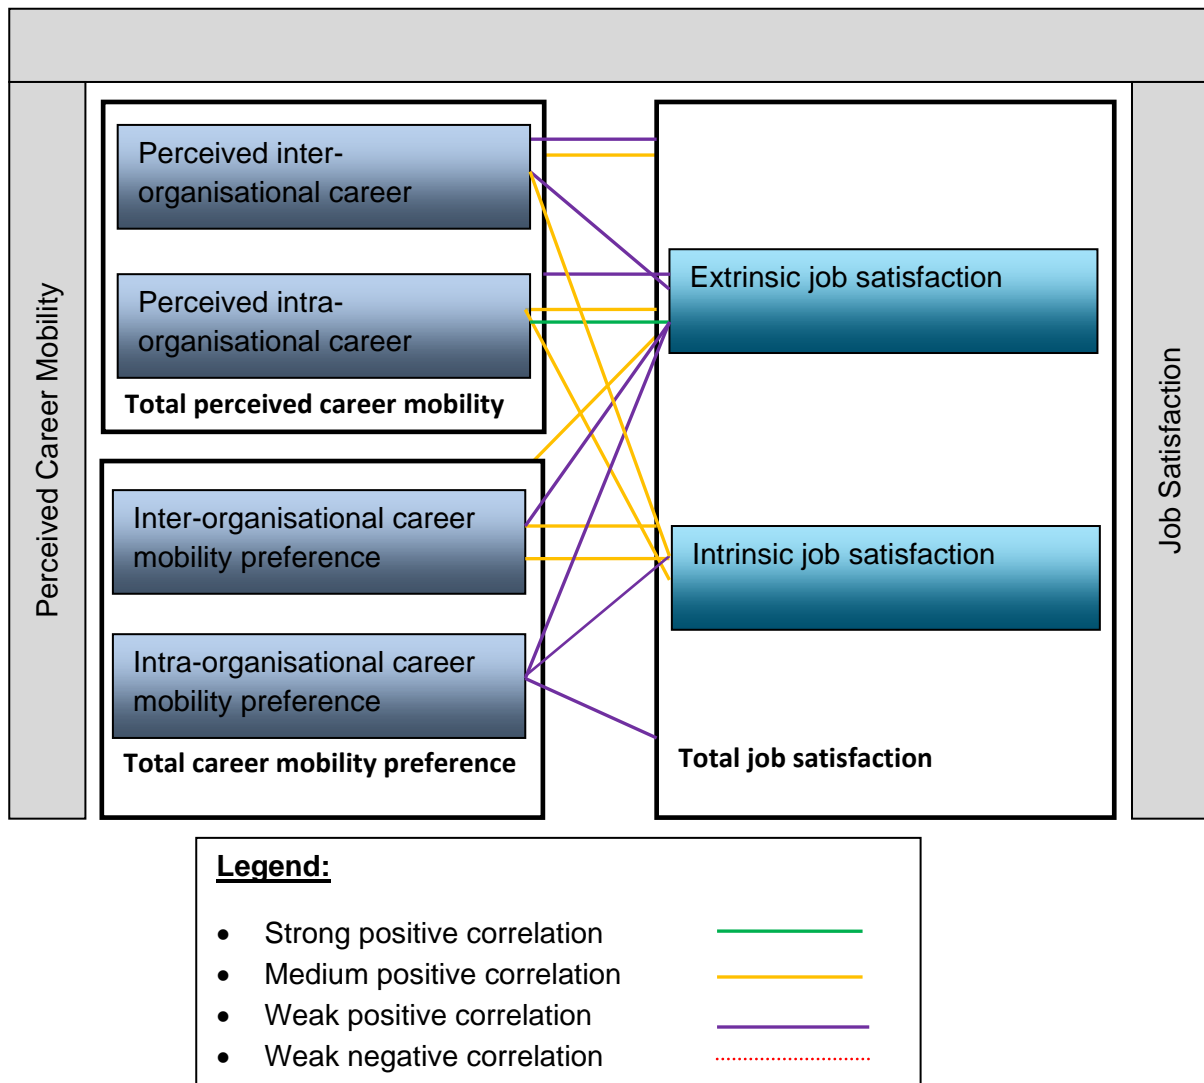 Perceived Career Mobility
Perceived inter-
organisational career
Perceived intra-
organisational career
Total perceived career mobility
Inter-organisational career
mobility preference
Intra-organisational career
mobility preference
Total career mobility preference
Extrinsic job satisfaction
Intrinsic job satisfaction
Total job satisfaction
Job Satisfaction
Legend:
• Strong positive correlation
• Medium positive correlation
• Weak positive correlation
• Weak negative correlation